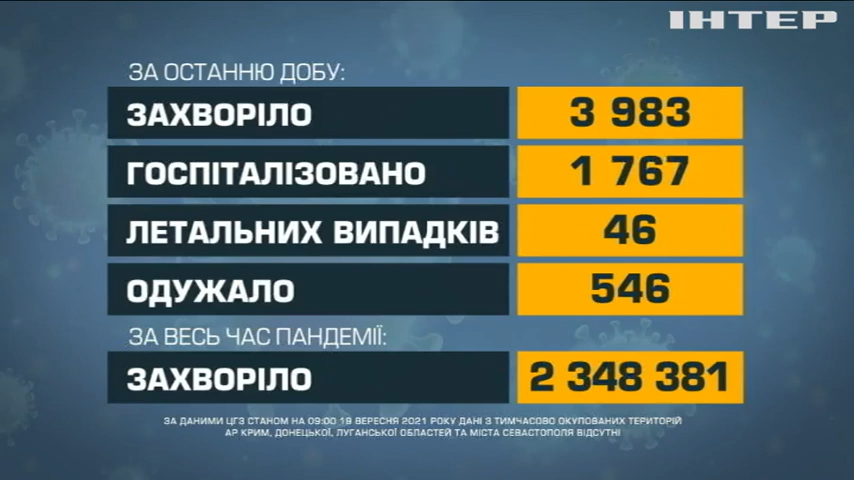 ІНТЕР
ЗА ОСТАННЮ ДОБУ:
ЗАХВОРІЛО 3 983
ГОСПІТАЛІЗОВАНО 1 767
ЛЕТАЛЬНИХ ВИПАДКІВ 46
ОДУЖАЛО 546
ЗА ВЕСЬ ЧАС ПАНДЕМІЇ:
ЗАХВОРІЛО 2 348 381
ЗА ДАНИМИ ЦГЗ СТАНОМ НА 09:00 19 ВЕРЕСНЯ 2021 РОКУ ДАНІ З ТИМЧАСОВО ОКУПОВАНИХ ТЕРИТОРІЙ
АР КРИМ, ДОНЕЦЬКОЇ, ЛУГАНСЬКОЇ ОБЛАСТЕЙ ТА МІСТА СЕВАСТОПОЛЯ ВІДСУТНІ